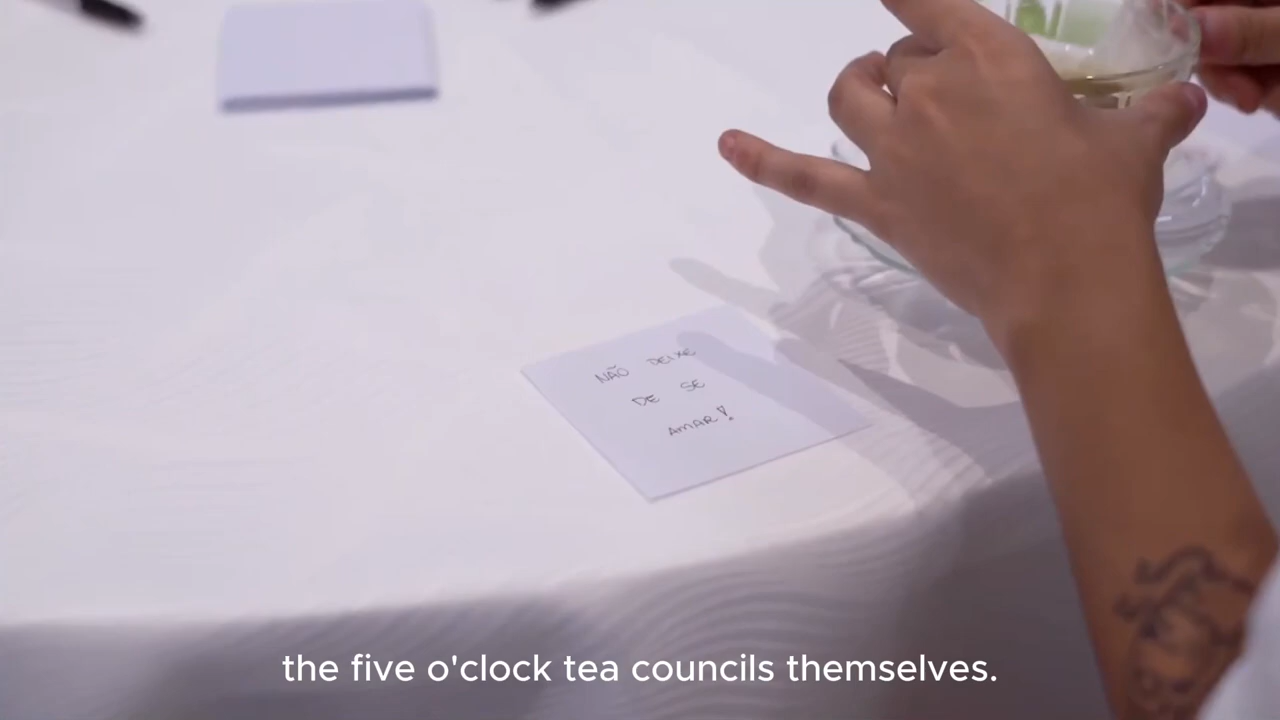 NÃO DEIXE
DE SE
AMAR!
the five o'clock tea councils themselves.